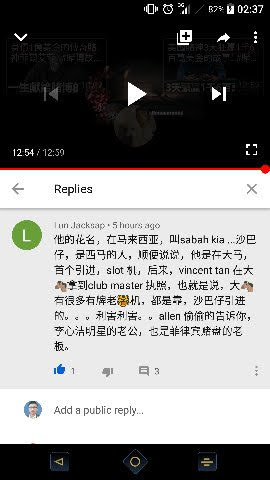 82% 02:37
12:54 / 12:59
Replies
L
Lun Jacksap • 5 hours ago
他的花名，在马来西亚，叫sabah kia ...沙巴
仔，是西马的人，顺便说说，他是在大马，
首个引进，slot 机，后来，vincent tan 在大
🐴拿到club master 执照，也就是说，大🐴
有很多有牌老🐯机，都是靠，沙巴仔引进
的。。。利害利害。。allen 偷偷的告诉你，
李心洁明星的老公，也是菲律宾赌盘的老
板。
1
3
Add a public reply...